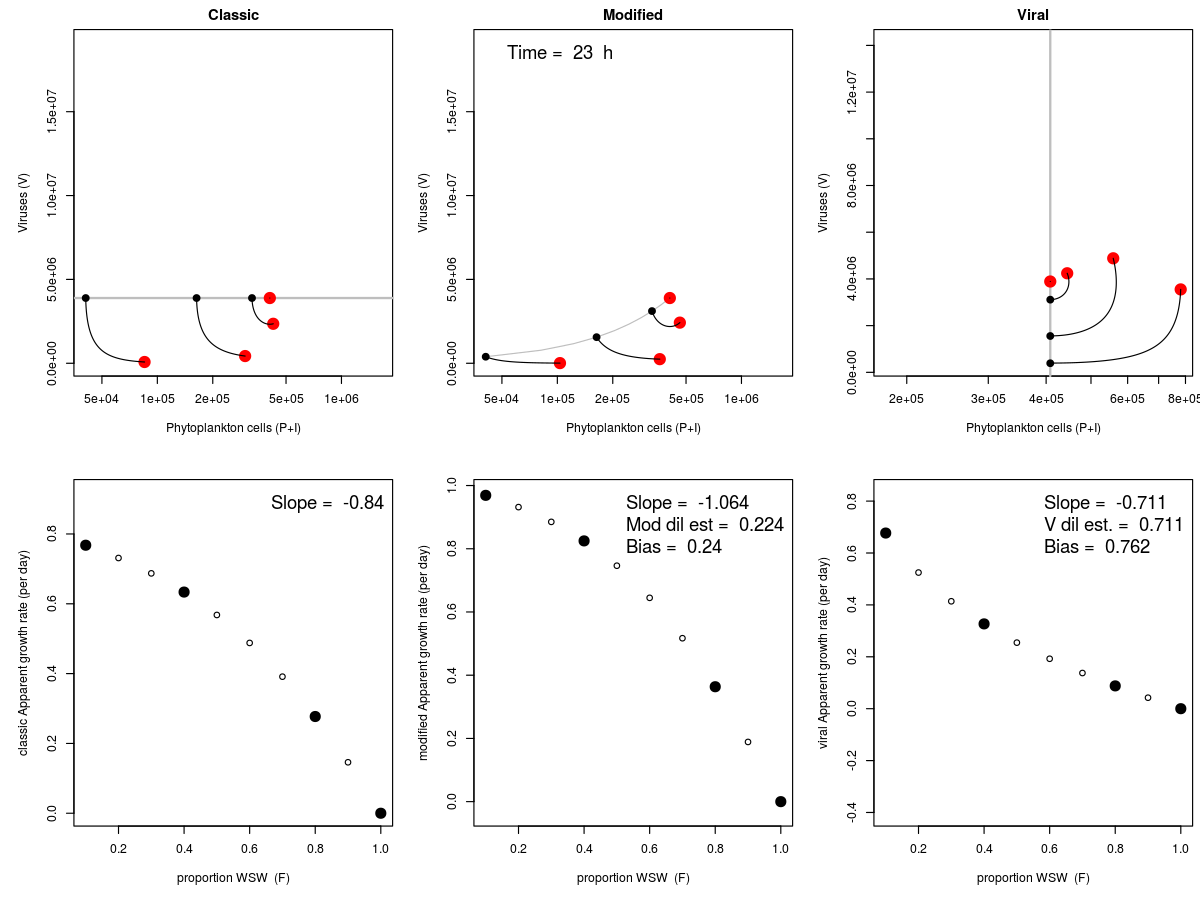 Classic
Viruses (V)
0.0e+00 5.0e+06 1.0e+07 1.5e+07
5e+04 1e+05 2e+05 5e+05 1e+06
Phytoplankton cells (P+I)
Modified
Time = 23 h
Viruses (V)
0.0e+00 5.0e+06 1.0e+07 1.5e+07
5e+04 1e+05 2e+05 5e+05 1e+06
Phytoplankton cells (P+I)
Viral
Viruses (V)
0.0e+00 4.0e+06 8.0e+06 1.2e+07
2e+05 3e+05 4e+05 6e+05 8e+05
Phytoplankton cells (P+I)
Slope = -0.84
classic Apparent growth rate (per day)
0.0 0.2 0.4 0.6 0.8
0.2 0.4 0.6 0.8 1.0
proportion WSW (F)
Slope = -1.064
Mod dil est = 0.224
Bias = 0.24
modified Apparent growth rate (per day)
0.0 0.2 0.4 0.6 0.8 1.0
0.2 0.4 0.6 0.8 1.0
proportion WSW (F)
Slope = -0.711
V dil est. = 0.711
Bias = 0.762
viral Apparent growth rate (per day)
-0.4 -0.2 0.0 0.2 0.4 0.6 0.8
0.2 0.4 0.6 0.8 1.0
proportion WSW (F)